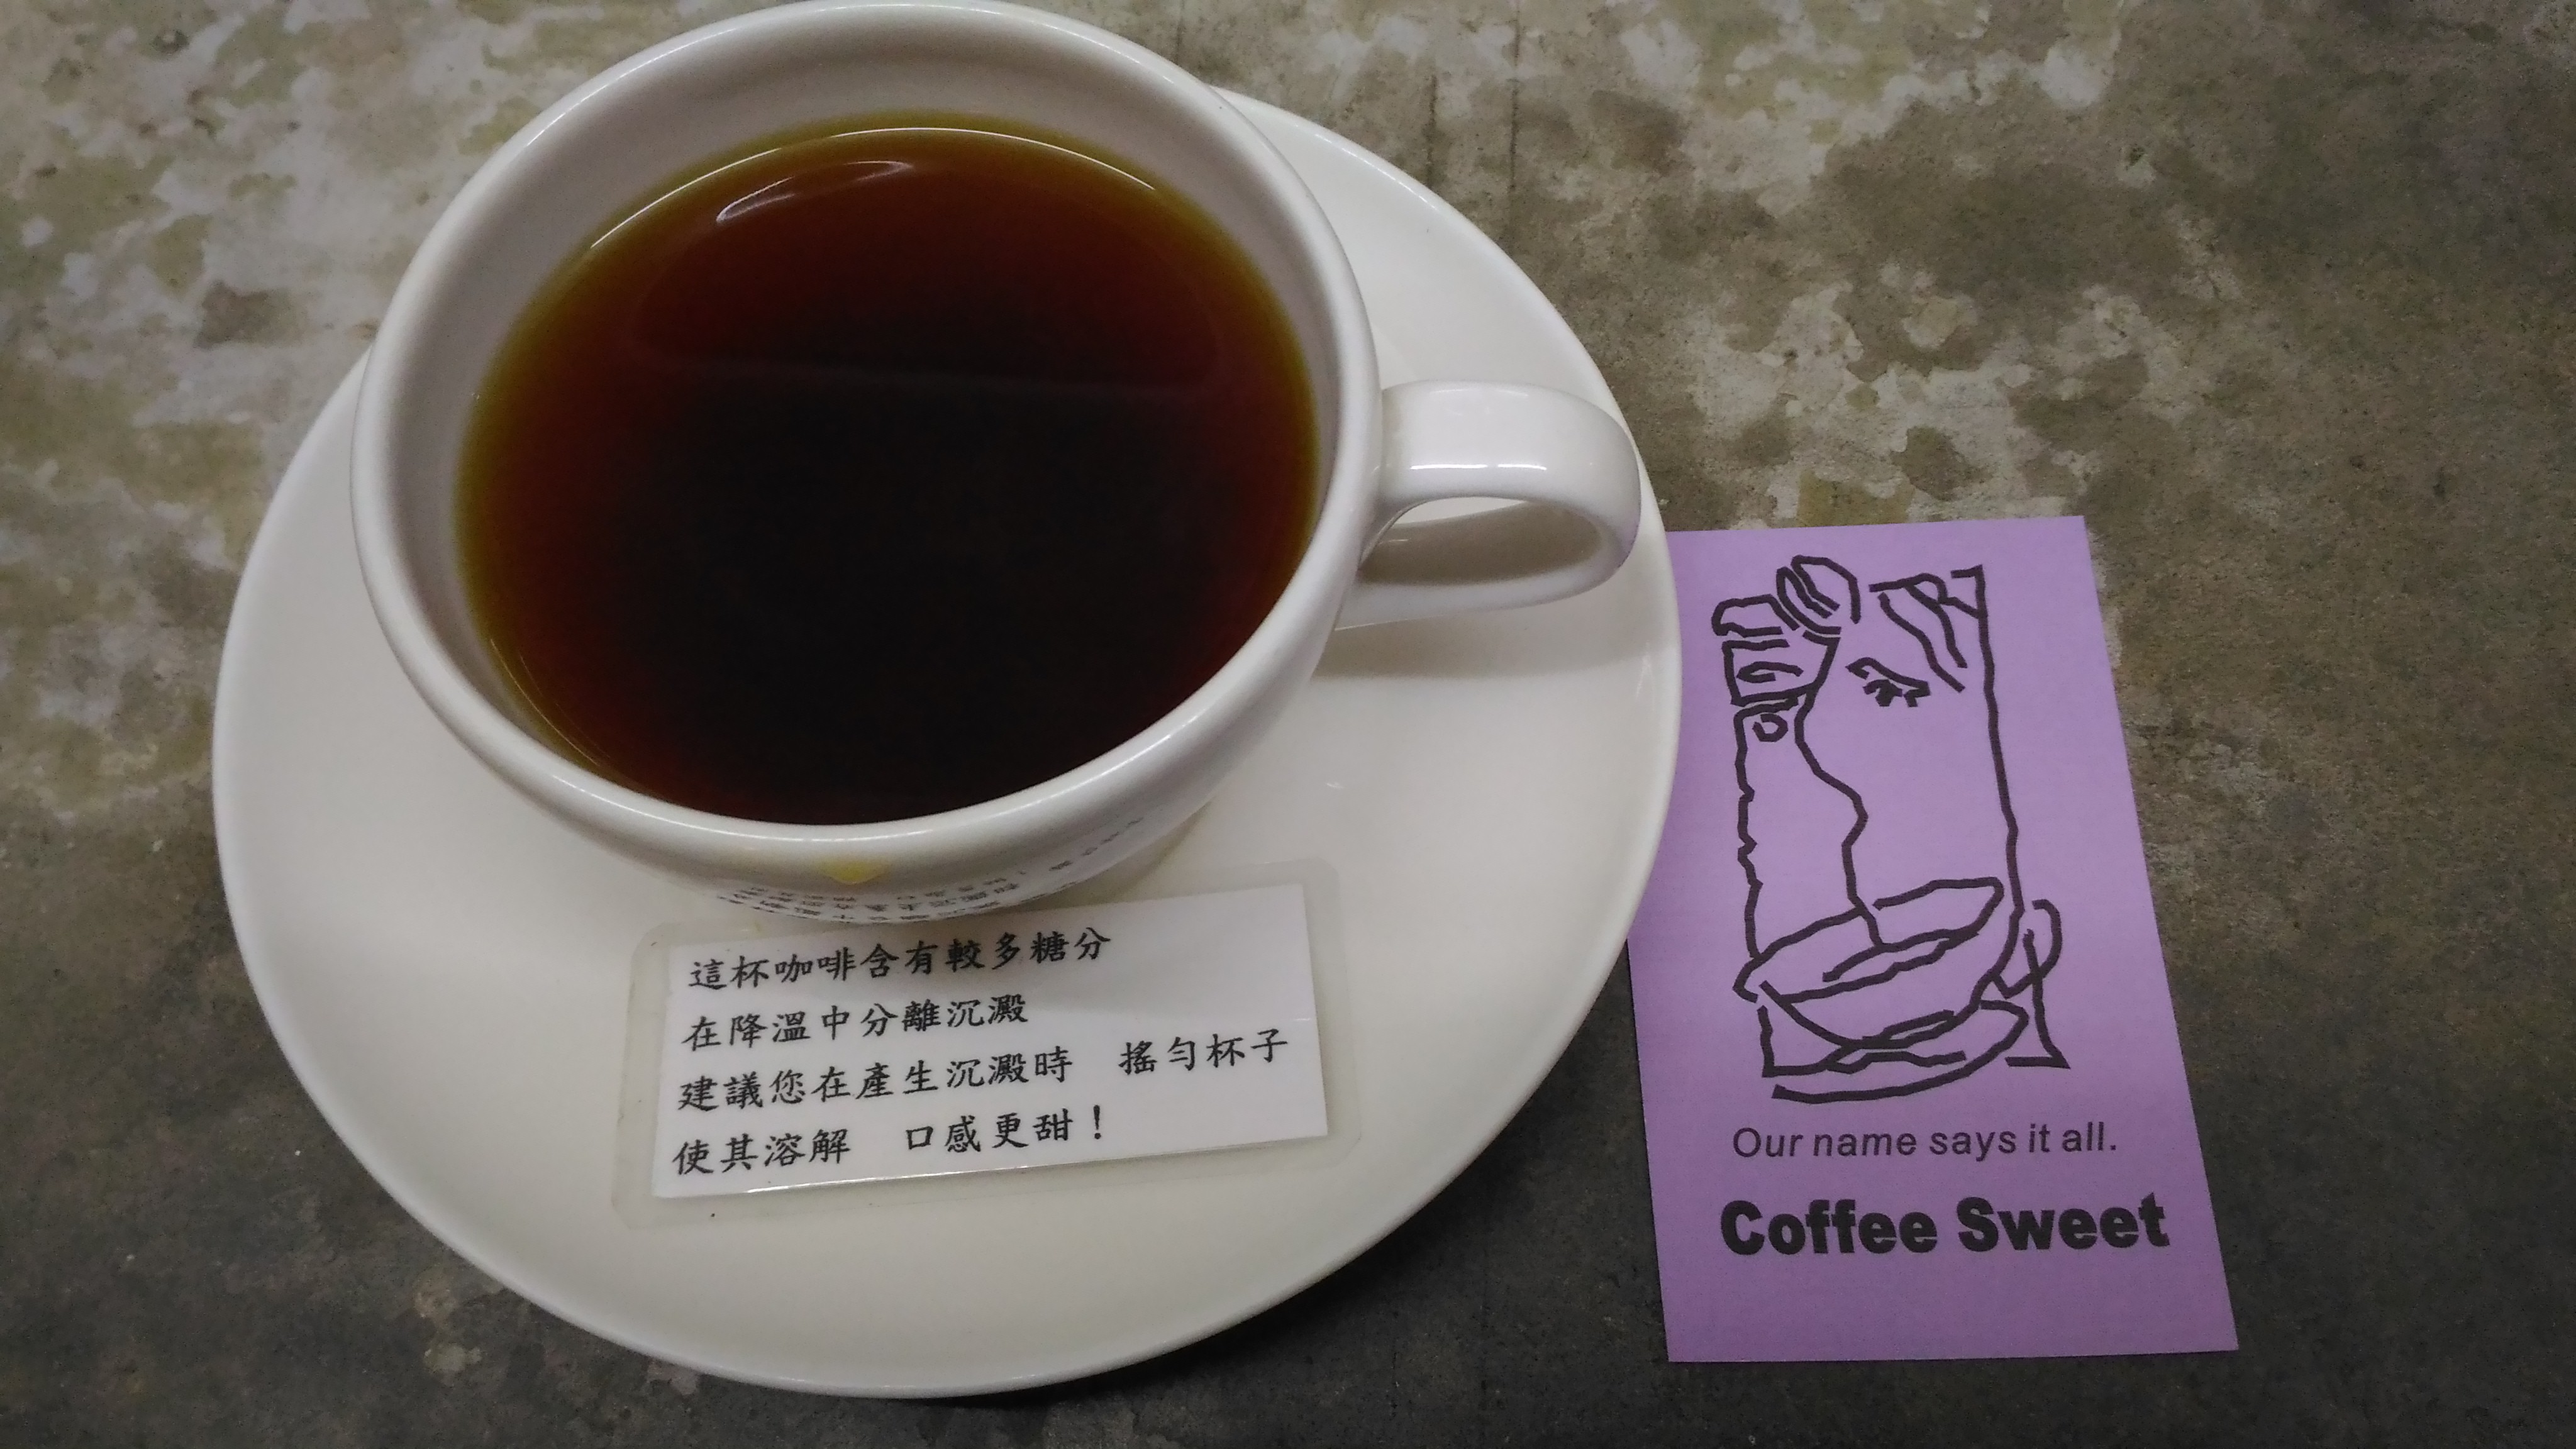 這杯咖啡含有較多糖分
在降溫中分離沉澱
建議您在產生沉澱時　搖勻杯子
使其溶解　口感更甜！
Our name says it all.
Coffee Sweet